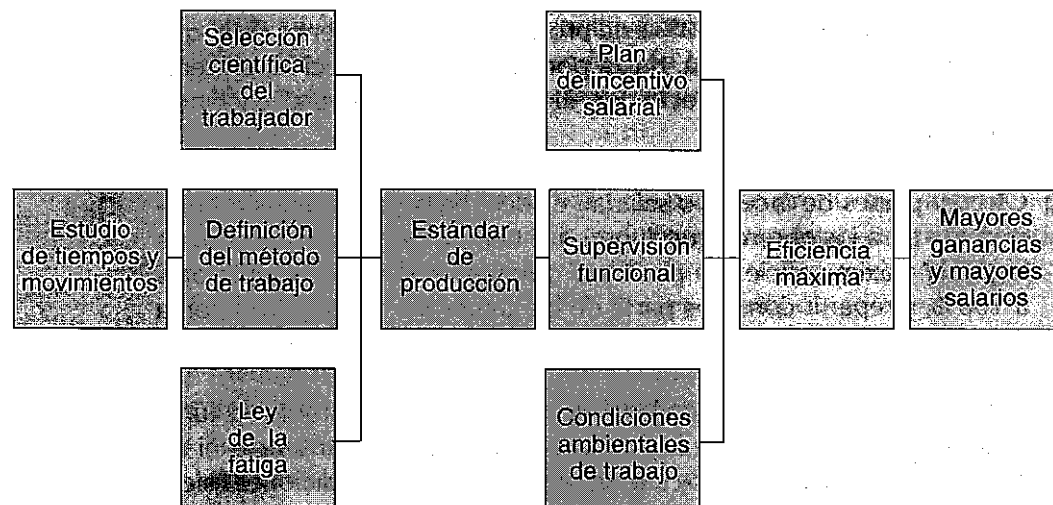 Selección
científica
del
trabajador
Plan
de incentivo
salarial
Estudio
de tiempos y
movimientos
Definición
del método
de trabajo
Estándar
de
producción
Supervisión
funcional
Eficiencia
máxima
Mayores
ganancias
y mayores
salarios
Ley
de la
fatiga
Condiciones
ambientales
de trabajo